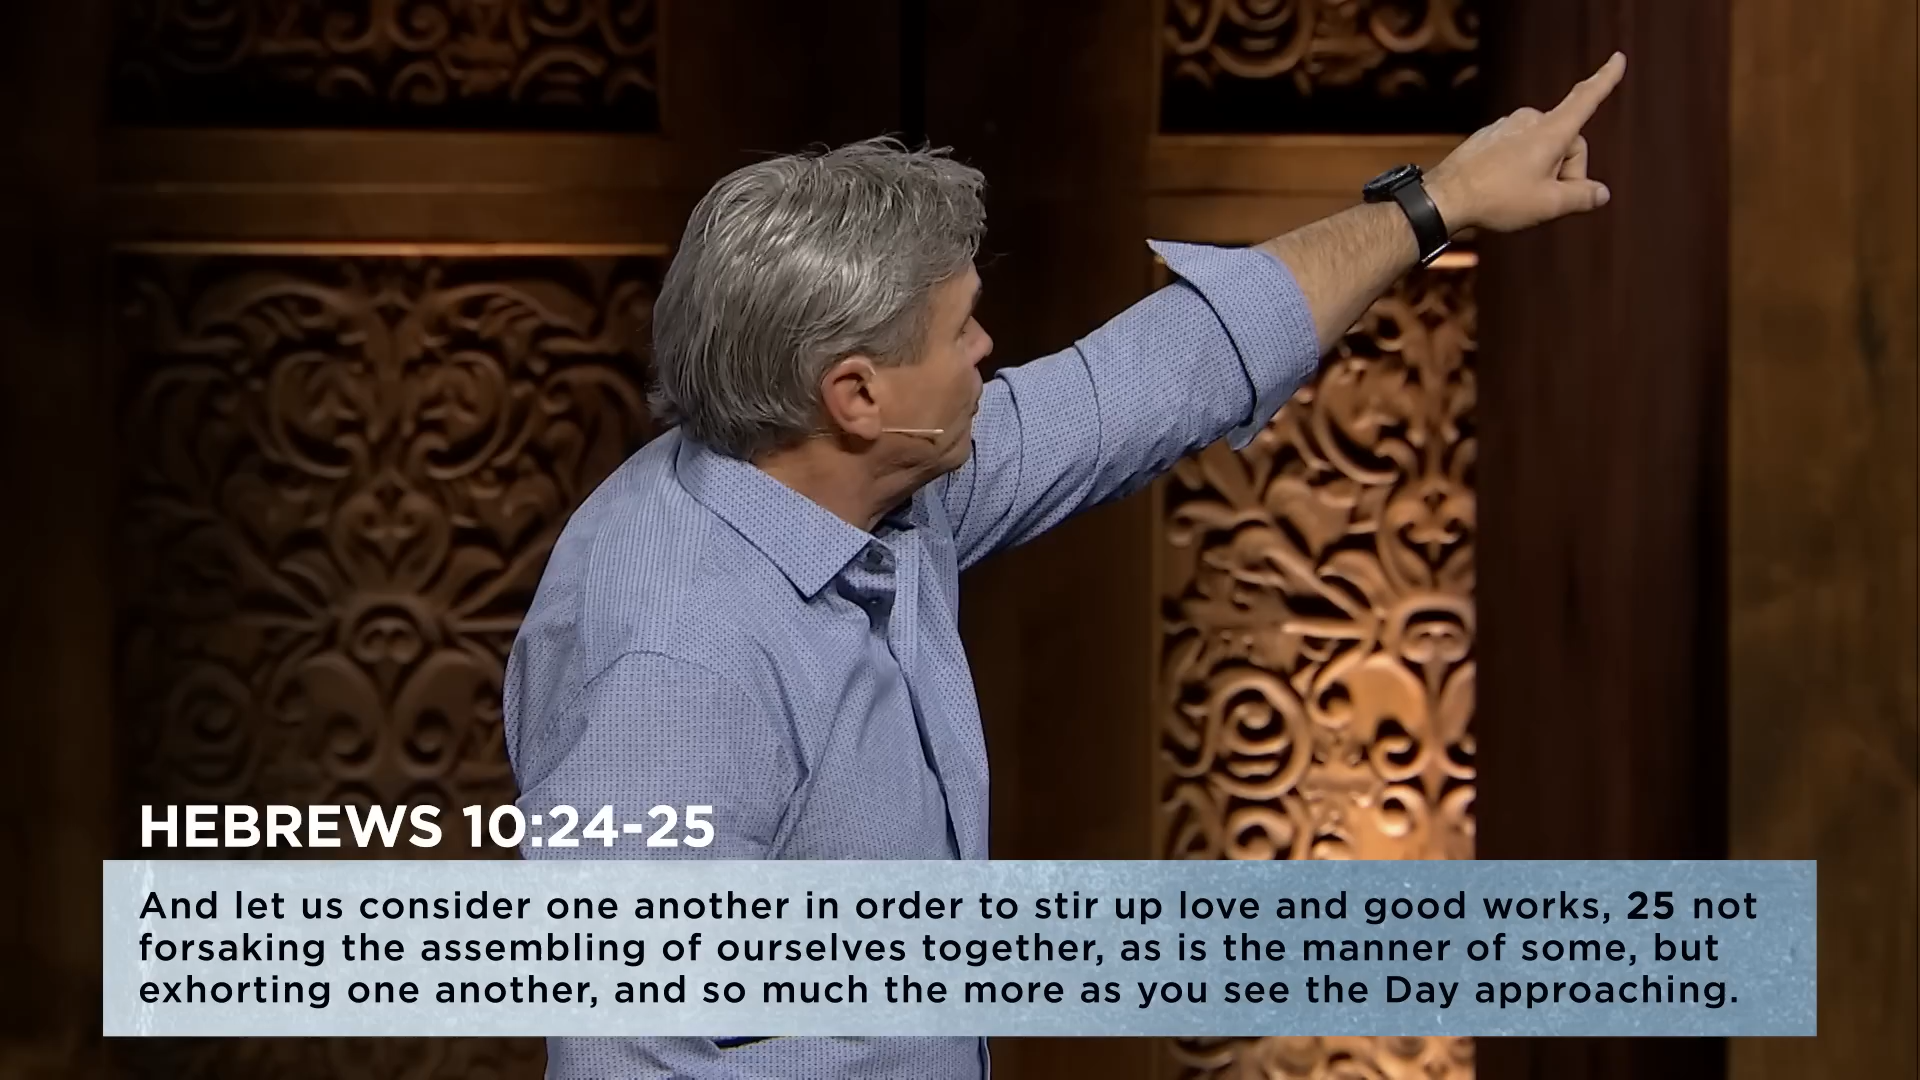 HEBREWS 10:24-25
And let us consider one another in order to stir up love and good works, 25 not
forsaking the assembling of ourselves together, as is the manner of some, but
exhorting one another, and so much the more as you see the Day approaching.